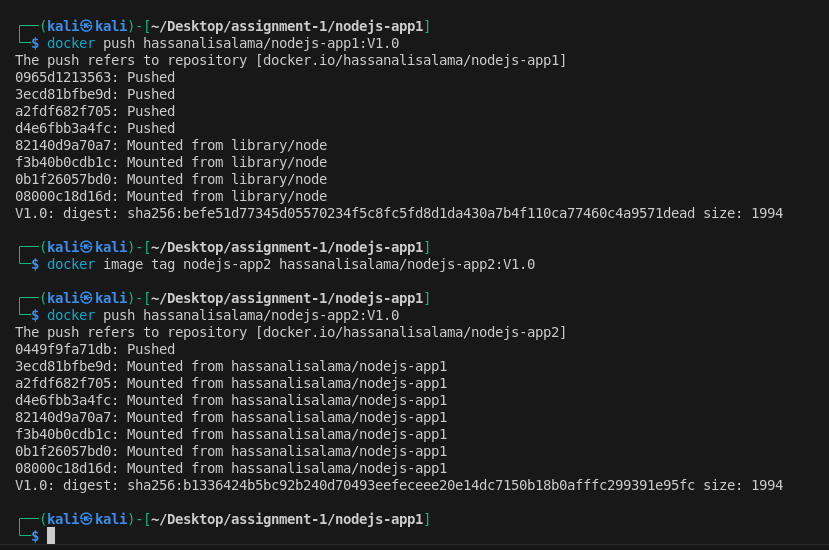 ┌──(kali㉿kali)-[~/Desktop/assignment-1/nodejs-app1]
└─$ docker push hassanalisalama/nodejs-app1:V1.0
The push refers to repository [docker.io/hassanalisalama/nodejs-app1]
0965d1213563: Pushed
3ecd81bfbe9d: Pushed
a2fdf682f705: Pushed
d4e6fbb3a4fc: Pushed
82140d9a70a7: Mounted from library/node
f3b40b0cdb1c: Mounted from library/node
0b1f26057bd0: Mounted from library/node
08000c18d16d: Mounted from library/node
V1.0: digest: sha256:befe51d77345d05570234f5c8fc5fd8d1da430a7b4f110ca77460c4a9571dead size: 1994
┌──(kali㉿kali)-[~/Desktop/assignment-1/nodejs-app1]
└─$ docker image tag nodejs-app2 hassanalisalama/nodejs-app2:V1.0
┌──(kali㉿kali)-[~/Desktop/assignment-1/nodejs-app1]
└─$ docker push hassanalisalama/nodejs-app2:V1.0
The push refers to repository [docker.io/hassanalisalama/nodejs-app2]
0449f9fa71db: Pushed
3ecd81bfbe9d: Mounted from hassanalisalama/nodejs-app1
a2fdf682f705: Mounted from hassanalisalama/nodejs-app1
d4e6fbb3a4fc: Mounted from hassanalisalama/nodejs-app1
82140d9a70a7: Mounted from hassanalisalama/nodejs-app1
f3b40b0cdb1c: Mounted from hassanalisalama/nodejs-app1
0b1f26057bd0: Mounted from hassanalisalama/nodejs-app1
08000c18d16d: Mounted from hassanalisalama/nodejs-app1
V1.0: digest: sha256:b1336424b5bc92b240d70493eefeceee20e14dc7150b18b0afffc299391e95fc size: 1994
┌──(kali㉿kali)-[~/Desktop/assignment-1/nodejs-app1]
└─$